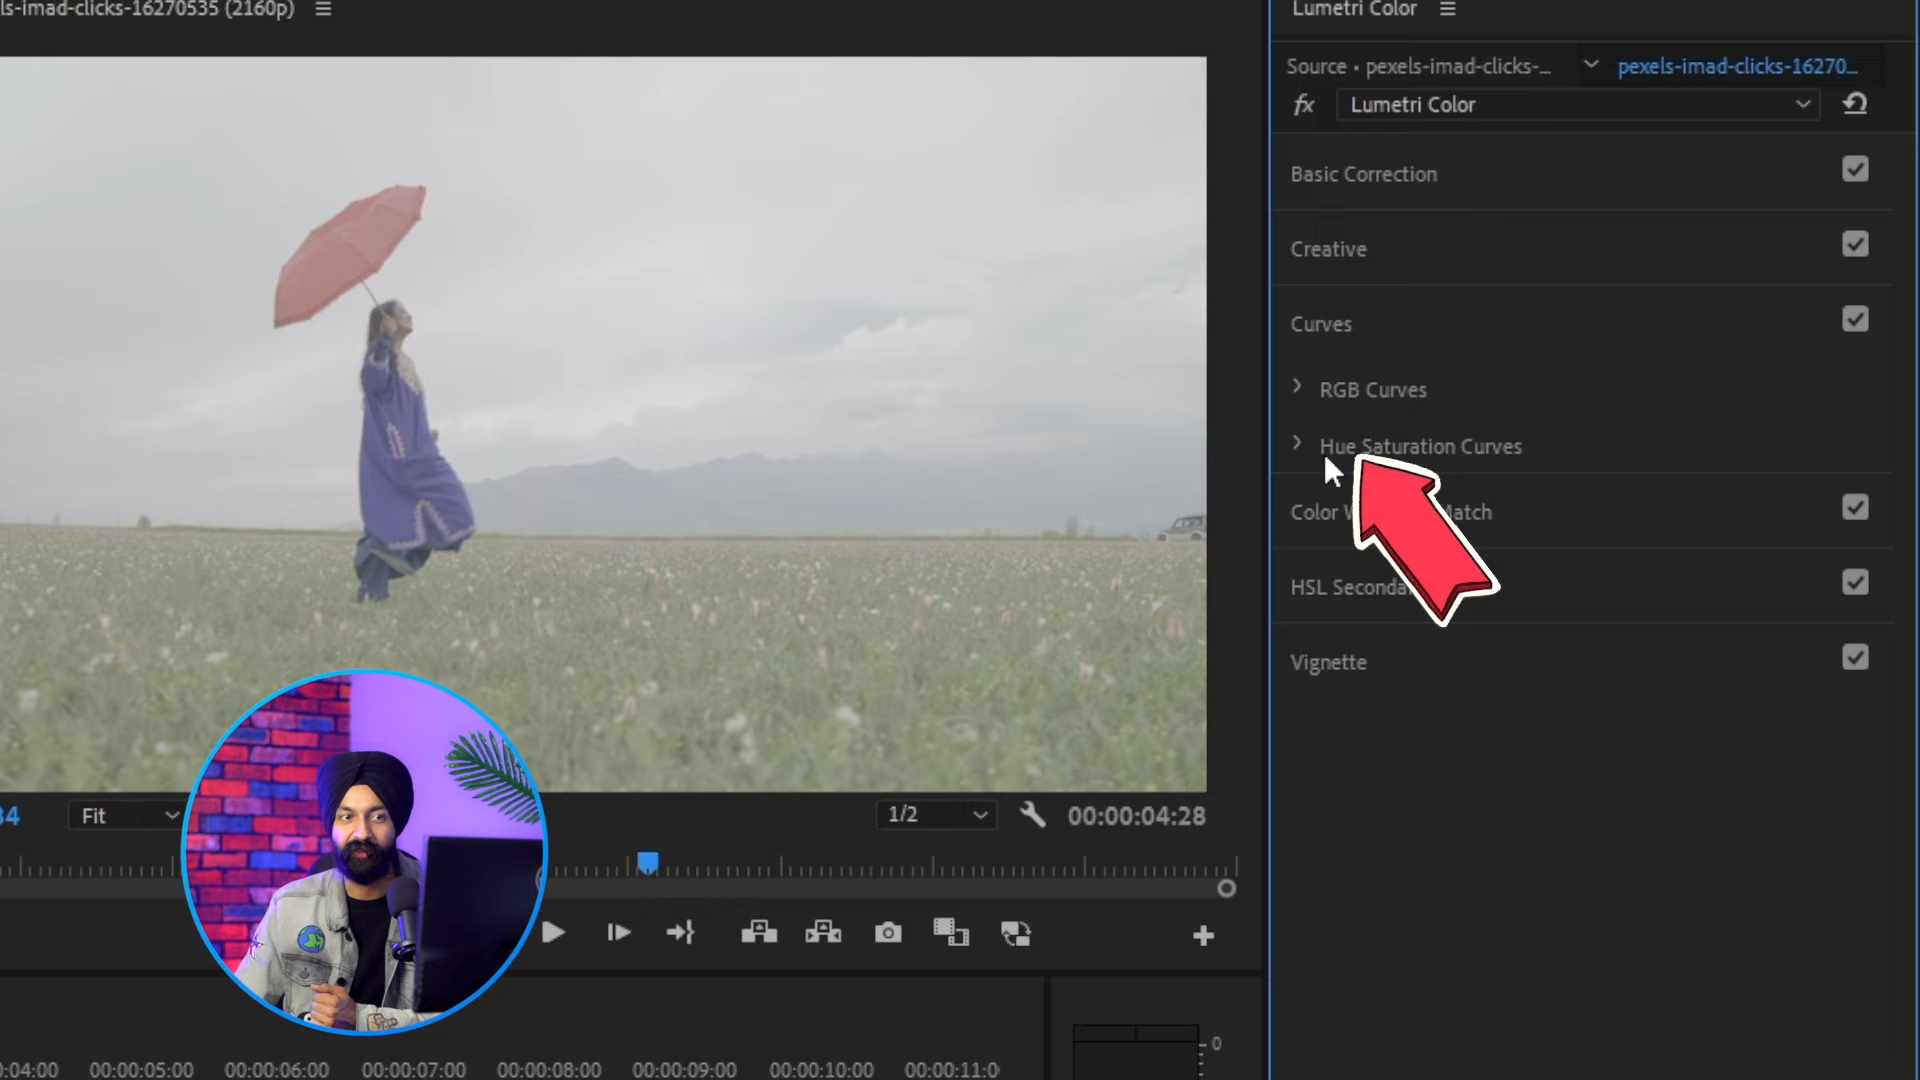 ls-imad-clicks-16270535 (2160p)
Lumetri Color
Source • pexels-imad-clicks-...
pexels-imad-clicks-16270...
fx
Lumetri Color
Basic Correction
Creative
Curves
RGB Curves
Hue Saturation Curves
Color W Match
HSL Seconda
Vignette
34
Fit
1/2
00:00:04:28
0:04:00
00:00:05:00
00:00:06:00
00:00:07:00
00:00:08:00
00:00:09:00
00:00:10:00
00:00:11:0
0